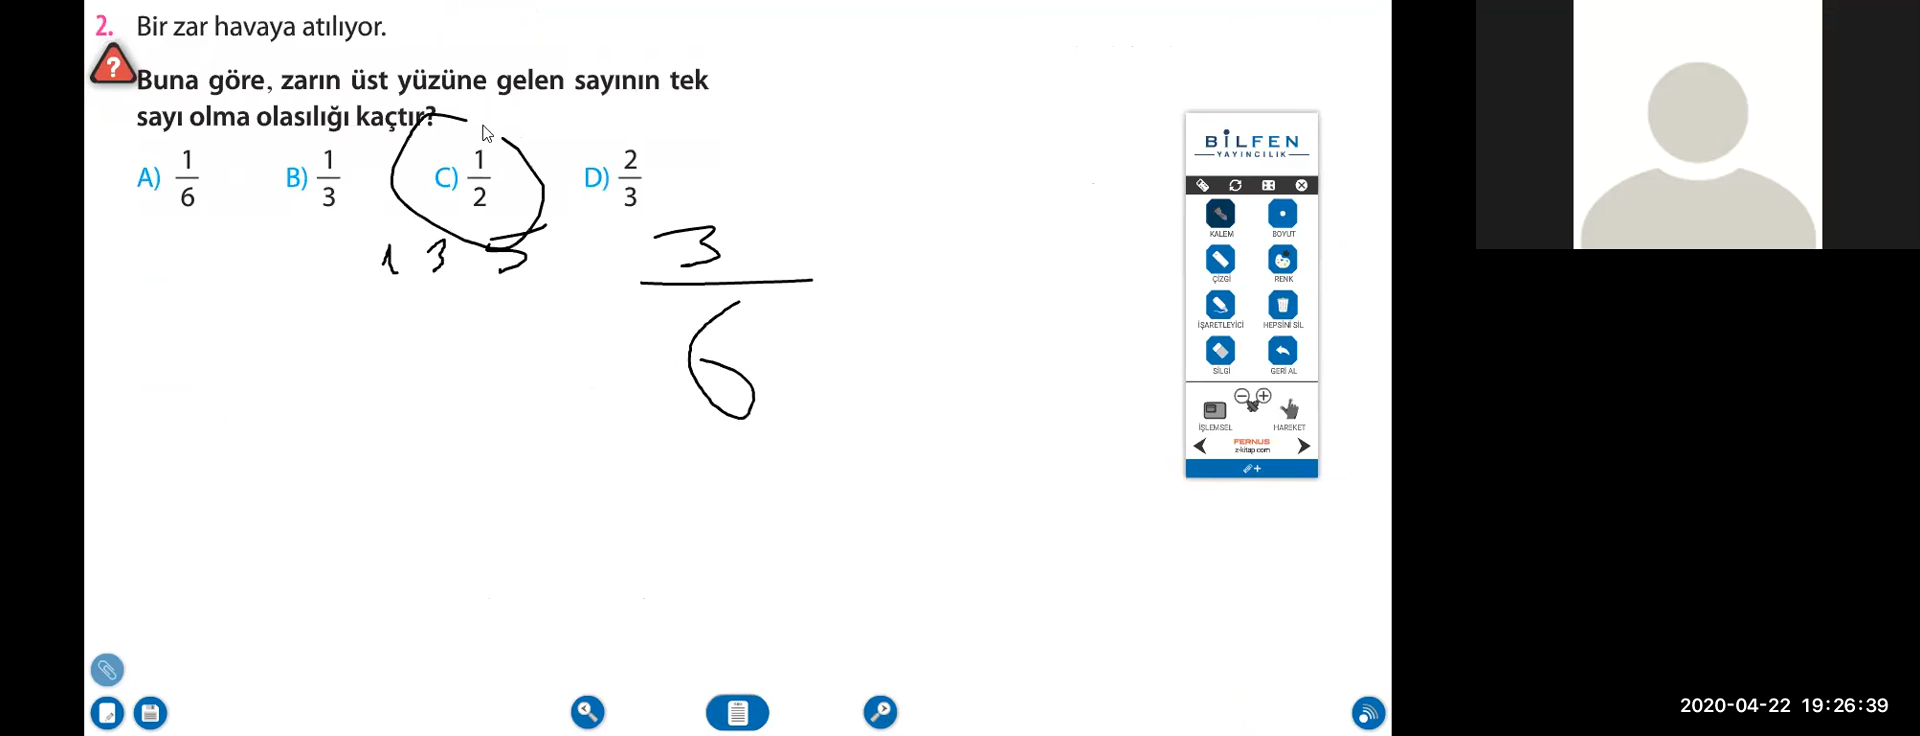 2. Bir zar havaya atılıyor.
?
Buna göre, zarın üst yüzüne gelen sayının tek
sayı olma olasılığı kaçtır?
A) 1/6 B) 1/3 C) 1/2 D) 2/3
1 3 5
3
6
BİLFEN
YAYINCILIK
KALEM BOYUT
ÇİZGİ RENK
İŞARETLEYİCİ HEPSİNİ SİL
SİLGİ GERİ AL
İŞLEMSEL HAREKET
FERNUS
z-kitap.com
2020-04-22 19:26:39